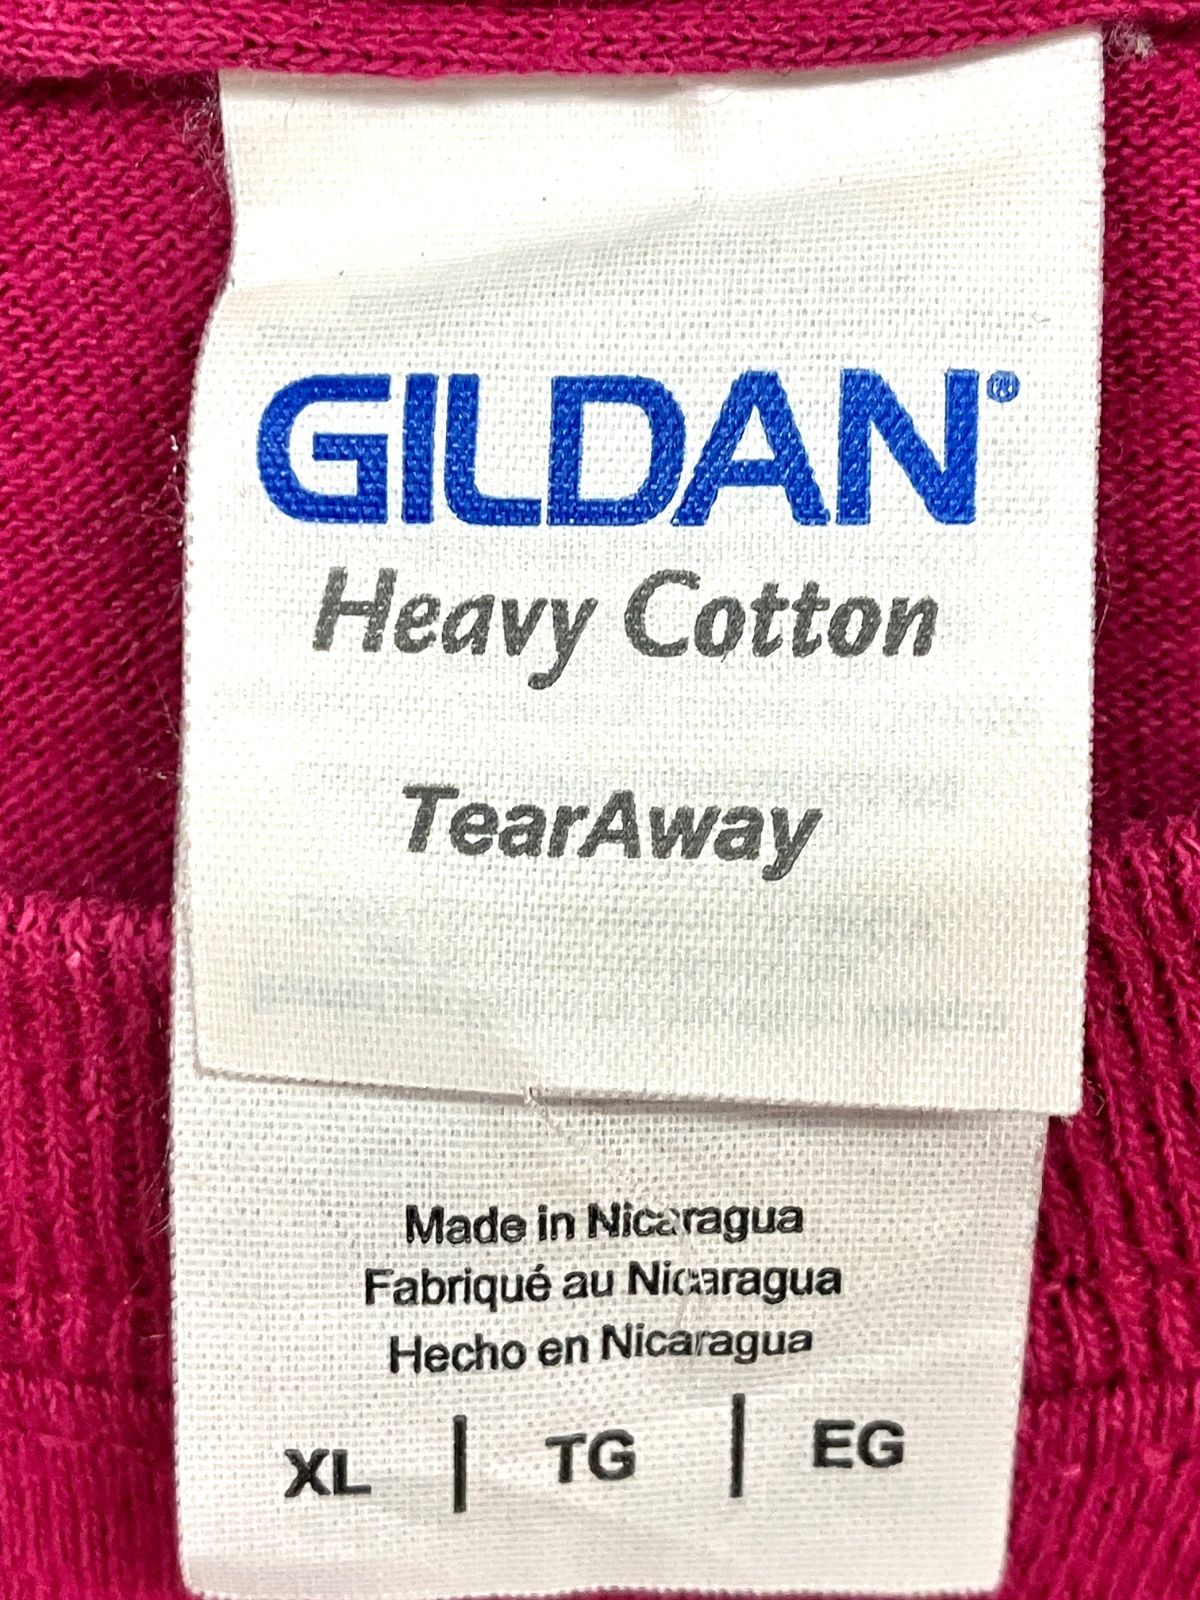 GILDAN®
Heavy Cotton
TearAway
Made in Nicaragua
Fabriqué au Nicaragua
Hecho en Nicaragua
XL | TG | EG